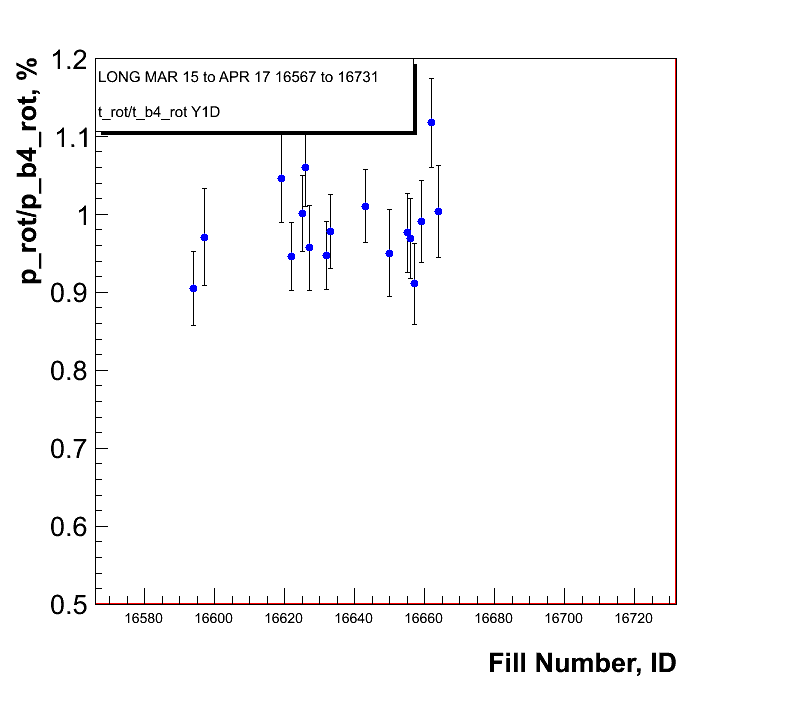 LONG MAR 15 to APR 17 16567 to 16731
t_rot/t_b4_rot Y1D
p_rot/p_b4_rot, %
1.2
1.1
1
0.9
0.8
0.7
0.6
0.5
16580 16600 16620 16640 16660 16680 16700 16720
Fill Number, ID